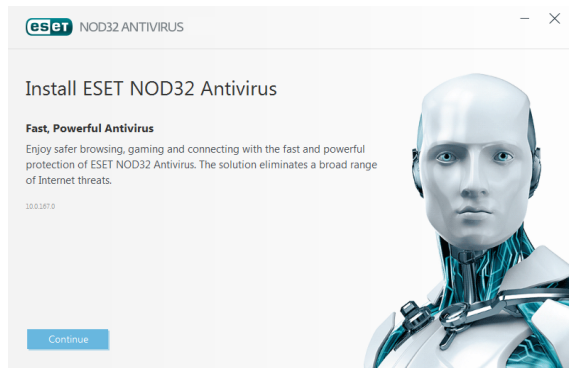 eset NOD32 ANTIVIRUS
Install ESET NOD32 Antivirus
Fast, Powerful Antivirus
Enjoy safer browsing, gaming and connecting with the fast and powerful
protection of ESET NOD32 Antivirus. The solution eliminates a broad range
of Internet threats.
10.0.167.0
Continue